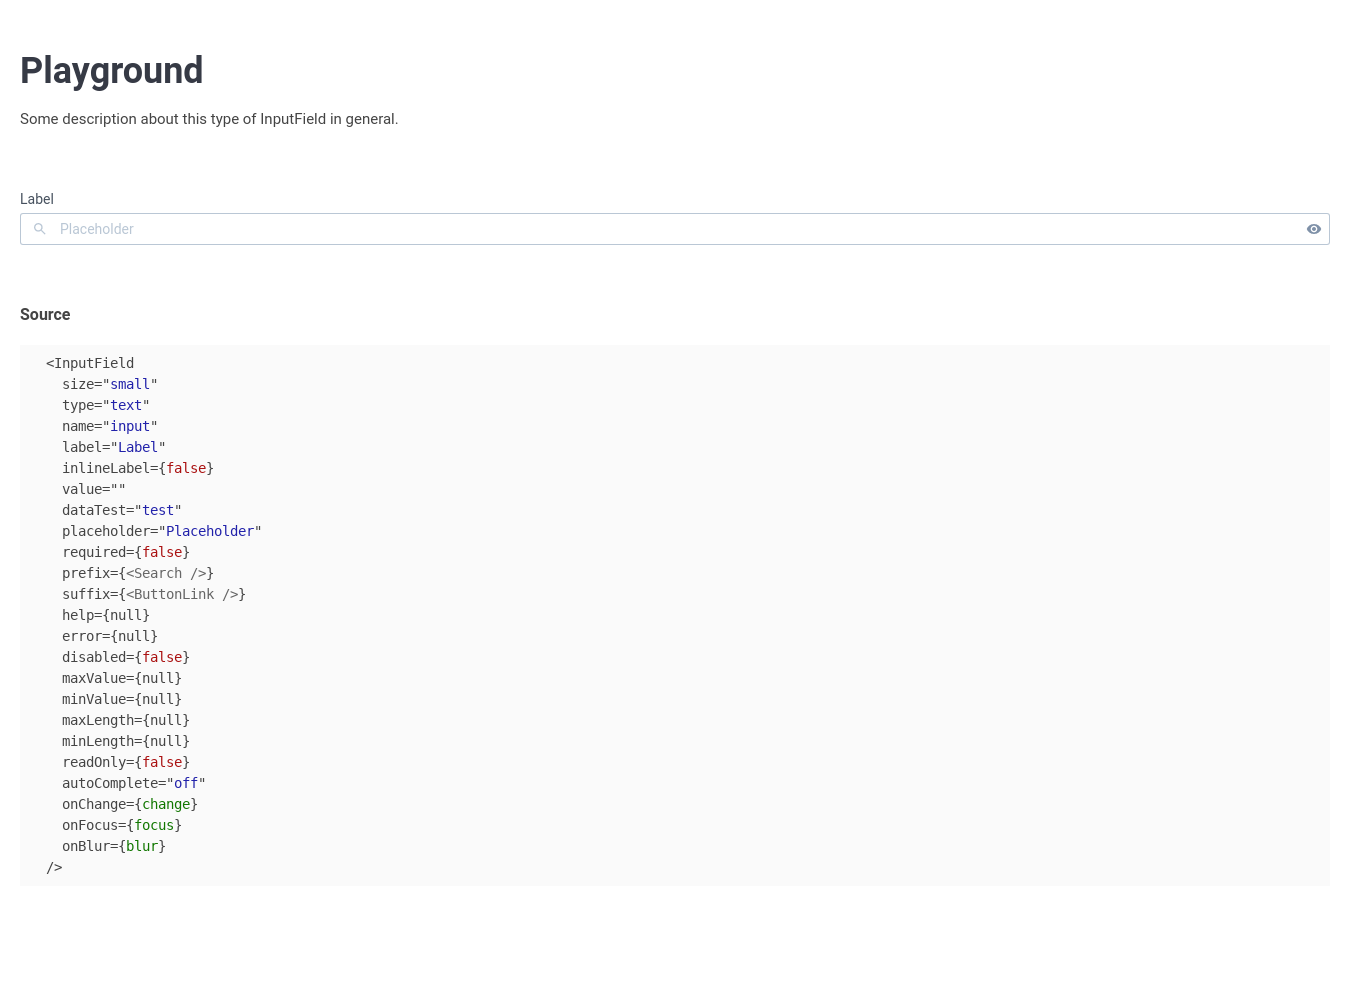 Playground
Some description about this type of InputField in general.
Label
Placeholder
Source
<InputField
  size="small"
  type="text"
  name="input"
  label="Label"
  inlineLabel={false}
  value=""
  dataTest="test"
  placeholder="Placeholder"
  required={false}
  prefix={<Search />}
  suffix={<ButtonLink />}
  help={null}
  error={null}
  disabled={false}
  maxValue={null}
  minValue={null}
  maxLength={null}
  minLength={null}
  readOnly={false}
  autoComplete="off"
  onChange={change}
  onFocus={focus}
  onBlur={blur}
/>